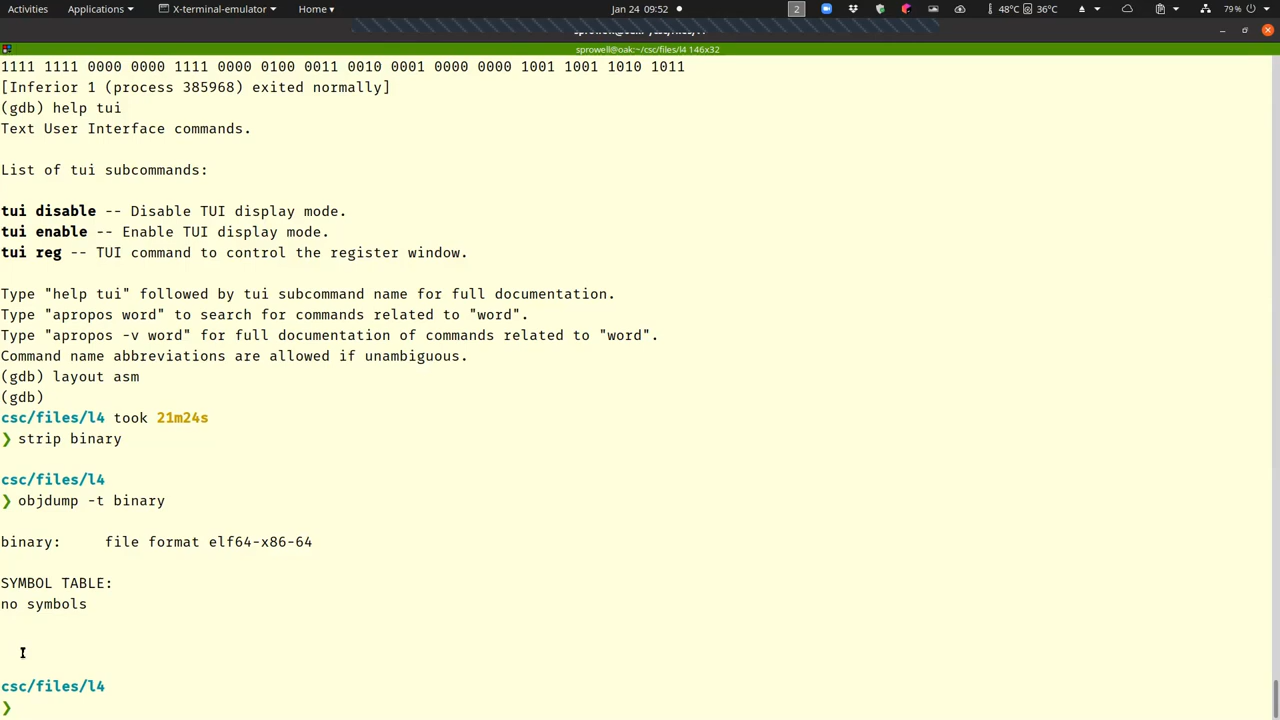 Activities Applications X-terminal-emulator Home Jan 24 09:52 2 48°C 36°C 79%
sprowell@oak:~/csc/files/l4 146x32
1111 1111 0000 0000 1111 0000 0100 0011 0010 0001 0000 0000 1001 1001 1010 1011
[Inferior 1 (process 385968) exited normally]
(gdb) help tui
Text User Interface commands.
List of tui subcommands:
tui disable -- Disable TUI display mode.
tui enable -- Enable TUI display mode.
tui reg -- TUI command to control the register window.
Type "help tui" followed by tui subcommand name for full documentation.
Type "apropos word" to search for commands related to "word".
Type "apropos -v word" for full documentation of commands related to "word".
Command name abbreviations are allowed if unambiguous.
(gdb) layout asm
(gdb)
csc/files/l4 took 21m24s
❯ strip binary
csc/files/l4
❯ objdump -t binary
binary:     file format elf64-x86-64
SYMBOL TABLE:
no symbols
csc/files/l4
❯